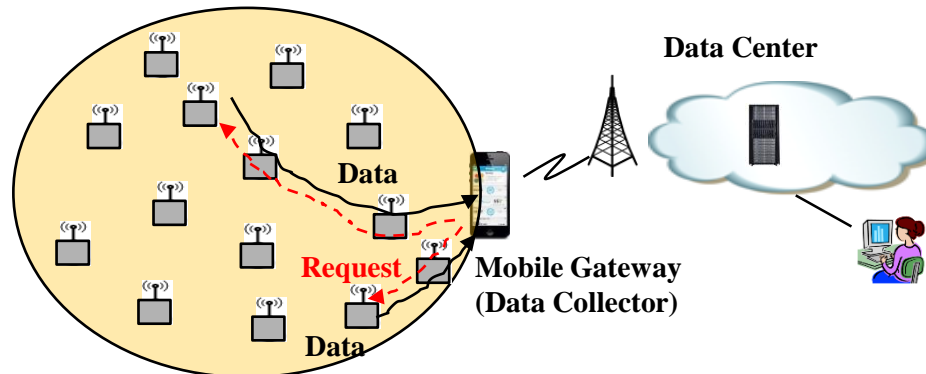 Data Center
Data
Request
Mobile Gateway
(Data Collector)
Data